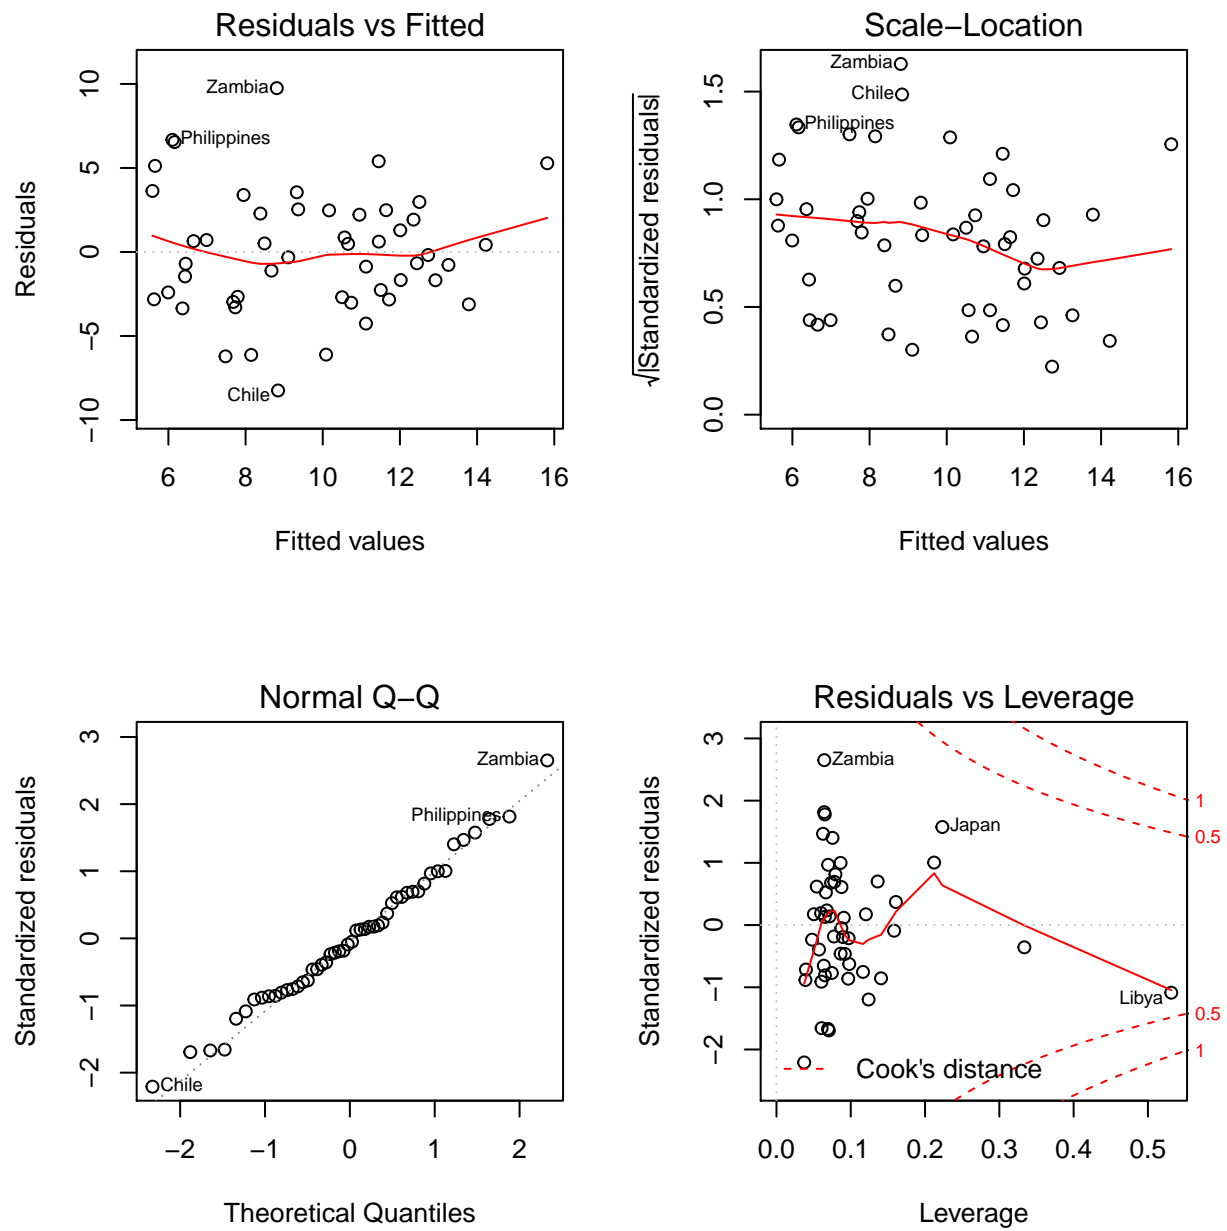 Residuals vs Fitted
Residuals
10
5
0
−5
−10
Zambia
Philippines
Chile
6 8 10 12 14 16
Fitted values
Scale−Location
√|Standardized residuals|
1.5
1.0
0.5
0.0
Zambia
Chile
Philippines
6 8 10 12 14 16
Fitted values
Normal Q−Q
Standardized residuals
3
2
1
0
−1
−2
Zambia
Philippines
Chile
−2 −1 0 1 2
Theoretical Quantiles
Residuals vs Leverage
Standardized residuals
3
2
1
0
−1
−2
Zambia
Japan
Libya
1
0.5
0.5
1
Cook's distance
0.0 0.1 0.2 0.3 0.4 0.5
Leverage